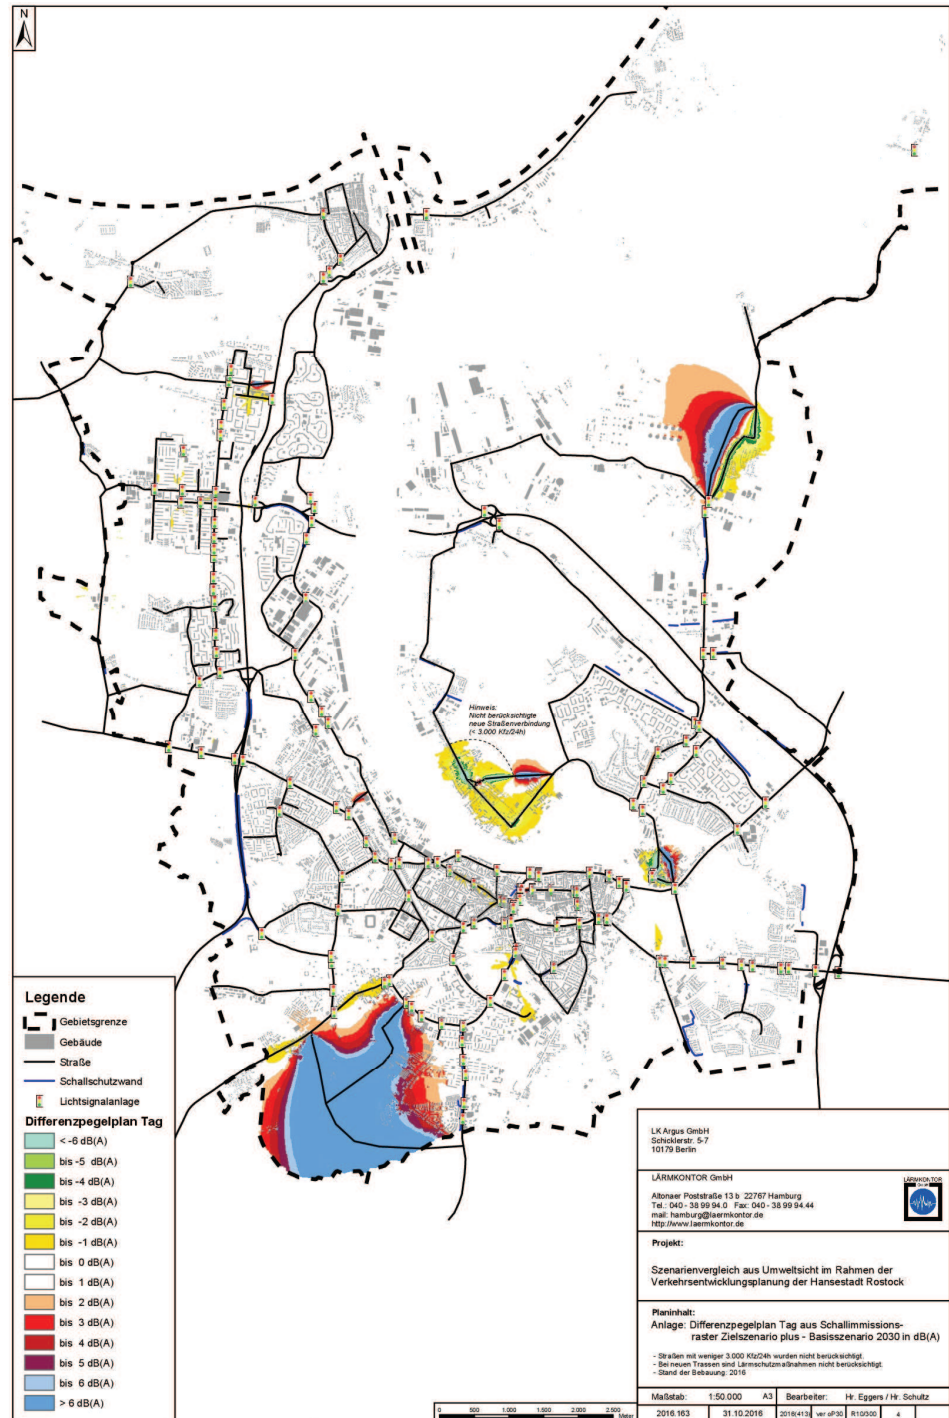 N
Hinweis:
Nicht berücksichtigte
neue Straßenverbindung
(< 3.000 Kfz/24h)
Legende
Gebietsgrenze
Gebäude
Straße
Schallschutzwand
Lichtsignalanlage
Differenzpegelplan Tag
< -6 dB(A)
bis -5 dB(A)
bis -4 dB(A)
bis -3 dB(A)
bis -2 dB(A)
bis -1 dB(A)
bis 0 dB(A)
bis 1 dB(A)
bis 2 dB(A)
bis 3 dB(A)
bis 4 dB(A)
bis 5 dB(A)
bis 6 dB(A)
> 6 dB(A)
0 500 1.000 1.500 2.000 2.500
Meter
LK Argus GmbH
Schicklerstr. 5-7
10179 Berlin
LÄRMKONTOR GmbH
Altonaer Poststraße 13 b 22767 Hamburg
Tel.: 040 - 38 99 94.0 Fax: 040 - 38 99 94.44
mail: hamburg@laermkontor.de
http://www.laermkontor.de
LÄRMKONTOR
GmbH
Projekt:
Szenarienvergleich aus Umweltsicht im Rahmen der
Verkehrsentwicklungsplanung der Hansestadt Rostock
Planinhalt:
Anlage: Differenzpegelplan Tag aus Schallimmissions-
raster Zielszenario plus - Basisszenario 2030 in dB(A)
- Straßen mit weniger 3.000 Kfz/24h wurden nicht berücksichtigt.
- Bei neuen Trassen sind Lärmschutzmaßnahmen nicht berücksichtigt.
- Stand der Bebauung: 2016
Maßstab: 1:50.000 A3 Bearbeiter: Hr. Eggers / Hr. Schultz
2016.163 31.10.2016 R10/300 4